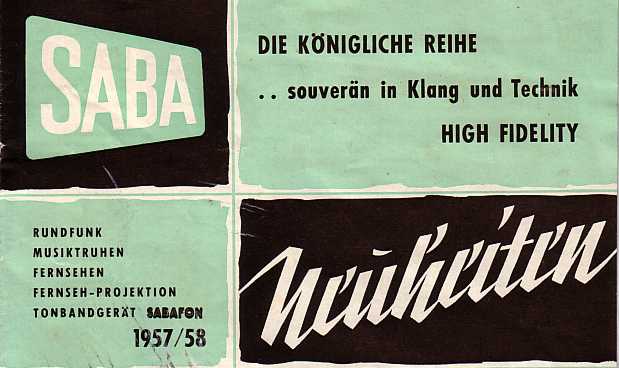 SABA
DIE KÖNIGLICHE REIHE
.. souverän in Klang und Technik
HIGH FIDELITY
RUNDFUNK
MUSIKTRUHEN
FERNSEHEN
FERNSEH-PROJEKTION
TONBANDGERÄT SABAFON
1957/58
Neuheiten